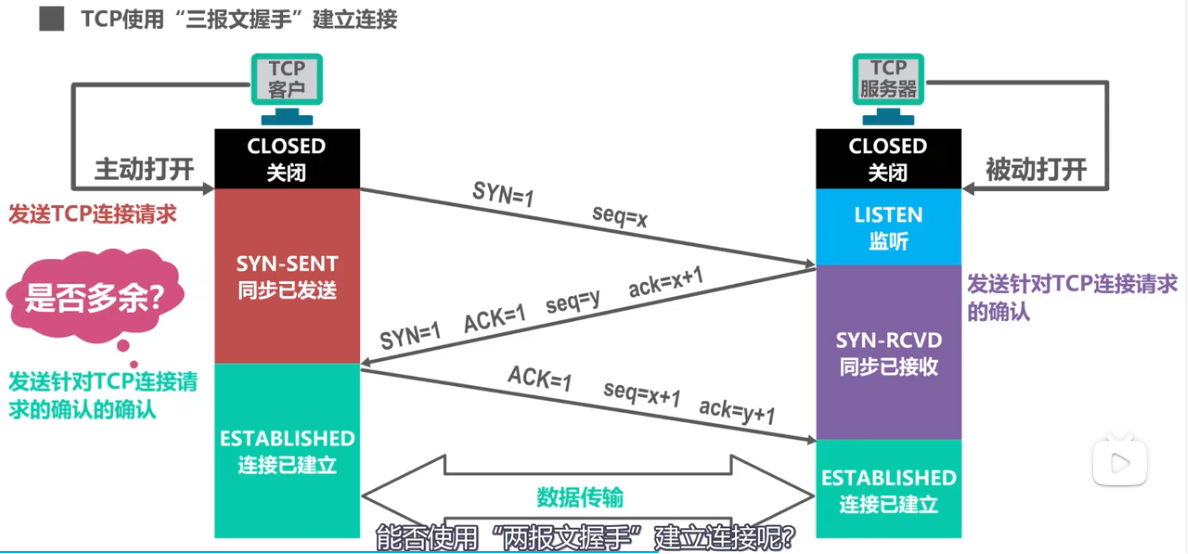 TCP使用“三报文握手”建立连接
TCP
客户
TCP
服务器
CLOSED
关闭
CLOSED
关闭
主动打开
被动打开
发送TCP连接请求
SYN=1 seq=x
LISTEN
监听
SYN-SENT
同步已发送
是否多余?
SYN=1 ACK=1 seq=y ack=x+1
发送针对TCP连接请求
的确认
SYN-RCVD
同步已接收
发送针对TCP连接请
求的确认的确认
ACK=1 seq=x+1 ack=y+1
ESTABLISHED
连接已建立
ESTABLISHED
连接已建立
数据传输
能否使用“两报文握手”建立连接呢?